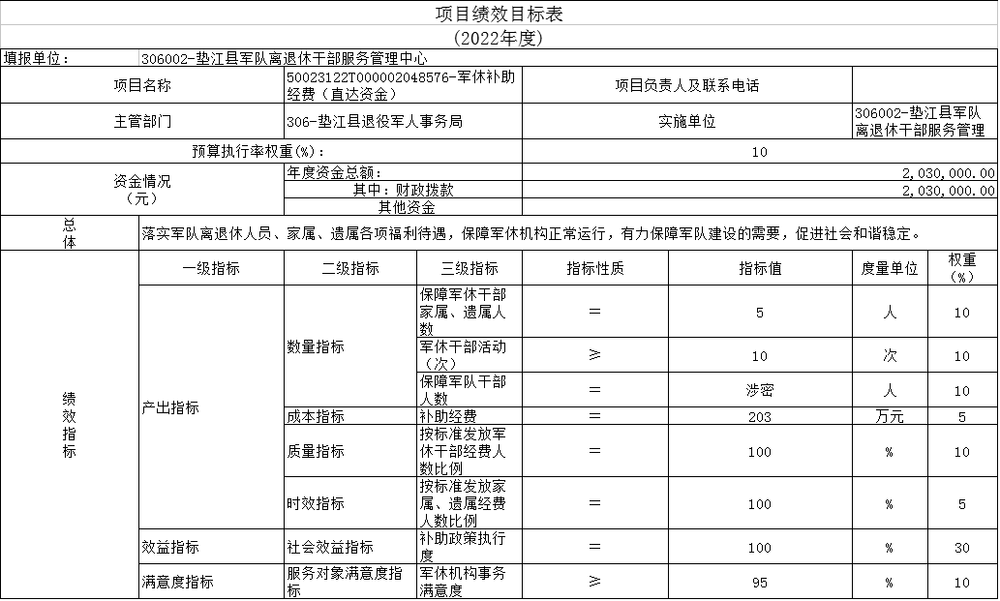 项目绩效目标表
(2022年度)
填报单位： 306002-垫江县军队离退休干部服务管理中心
项目名称
50023122T000002048576-军休补助
经费（直达资金）
项目负责人及联系电话
主管部门
306-垫江县退役军人事务局
实施单位
306002-垫江县军队
离退休干部服务管理
预算执行率权重(%)：
10
资金情况
（元）
年度资金总额：
2,030,000.00
其中：财政拨款
2,030,000.00
其他资金
总
体
落实军队离退休人员、家属、遗属各项福利待遇，保障军休机构正常运行，有力保障军队建设的需要，促进社会和谐稳定。
绩
效
指
标
一级指标
二级指标
三级指标
指标性质
指标值
度量单位
权重
（%）
产出指标
数量指标
保障军休干部
家属、遗属人
数
＝
5
人
10
军休干部活动
（次）
≥
10
次
10
保障军队干部
人数
＝
涉密
人
10
成本指标
补助经费
＝
203
万元
5
质量指标
按标准发放军
休干部经费人
数比例
＝
100
%
10
时效指标
按标准发放家
属、遗属经费
人数比例
＝
100
%
5
效益指标
社会效益指标
补助政策执行
度
＝
100
%
30
满意度指标
服务对象满意度指
标
军休机构事务
满意度
≥
95
%
10